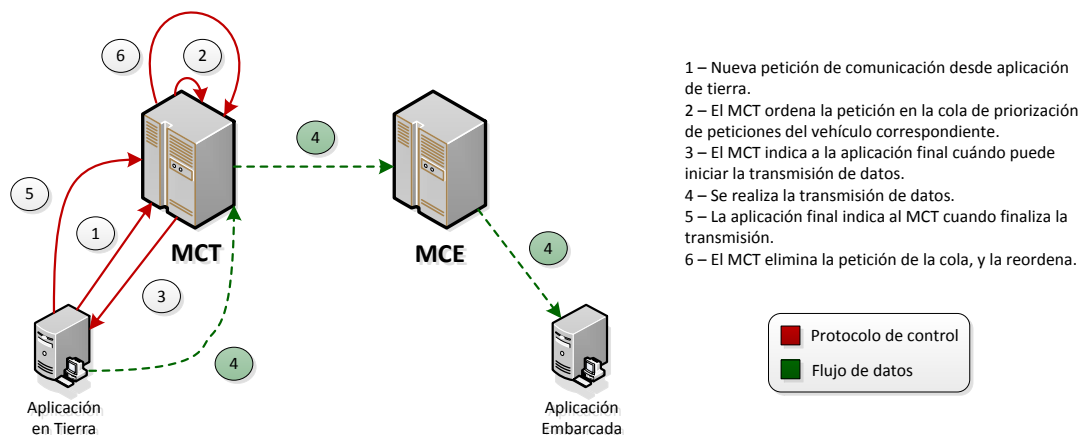 6
2
4
5
1
MCT
MCE
4
3
4
Aplicación
en Tierra
Aplicación
Embarcada
1 – Nueva petición de comunicación desde aplicación
de tierra.
2 – El MCT ordena la petición en la cola de priorización
de peticiones del vehículo correspondiente.
3 – El MCT indica a la aplicación final cuándo puede
iniciar la transmisión de datos.
4 – Se realiza la transmisión de datos.
5 – La aplicación final indica al MCT cuando finaliza la
transmisión.
6 – El MCT elimina la petición de la cola, y la reordena.
Protocolo de control
Flujo de datos